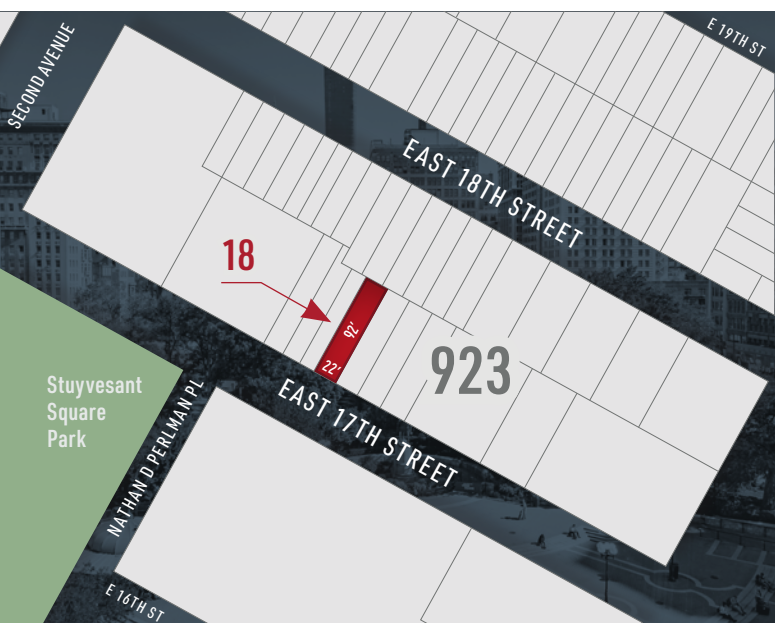 SECOND AVENUE
E 19TH ST
EAST 18TH STREET
18
92'
22'
923
EAST 17TH STREET
Stuyvesant
Square
Park
NATHAN D PERLMAN PL
E 16TH ST